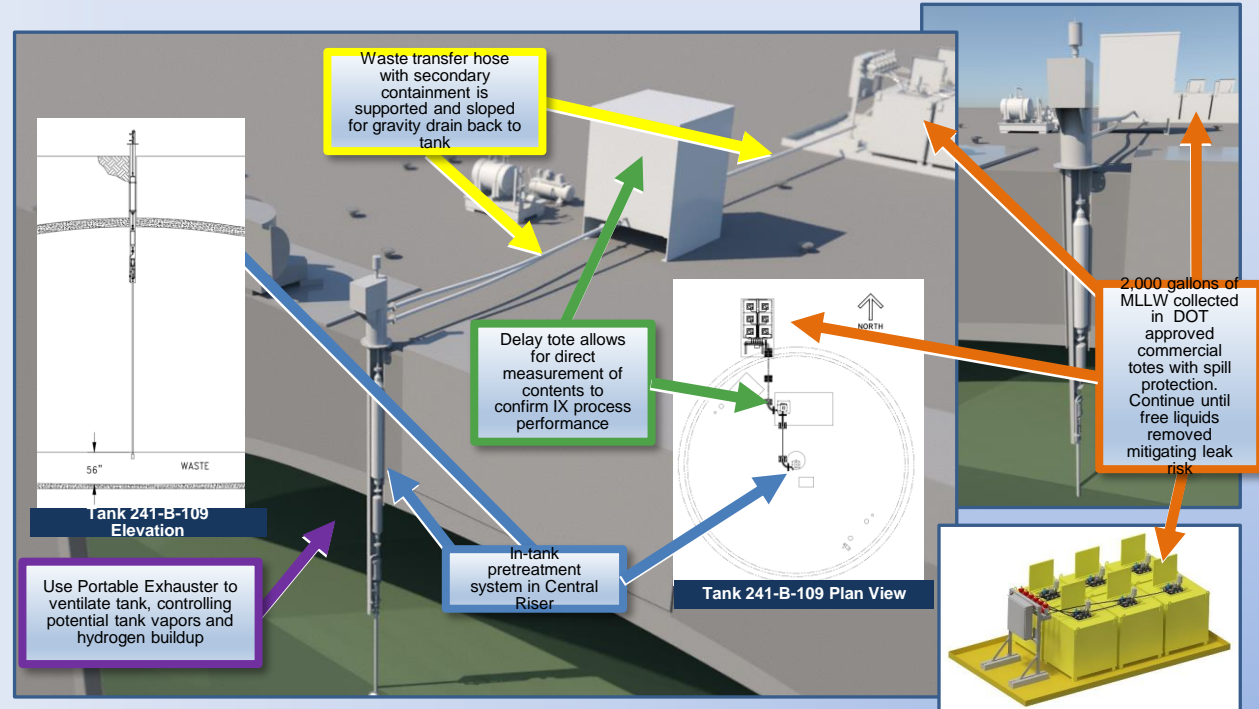 Waste transfer hose
with secondary
containment is
supported and sloped
for gravity drain back to
tank
56"
WASTE
Tank 241-B-109
Elevation
Use Portable Exhauster to
ventilate tank, controlling
potential tank vapors and
hydrogen buildup
In-tank
pretreatment
system in Central
Riser
Delay tote allows
for direct
measurement of
contents to
confirm IX process
performance
NORTH
Tank 241-B-109 Plan View
2,000 gallons of
MLLW collected
in DOT
approved
commercial
totes with spill
protection.
Continue until
free liquids
removed
mitigating leak
risk